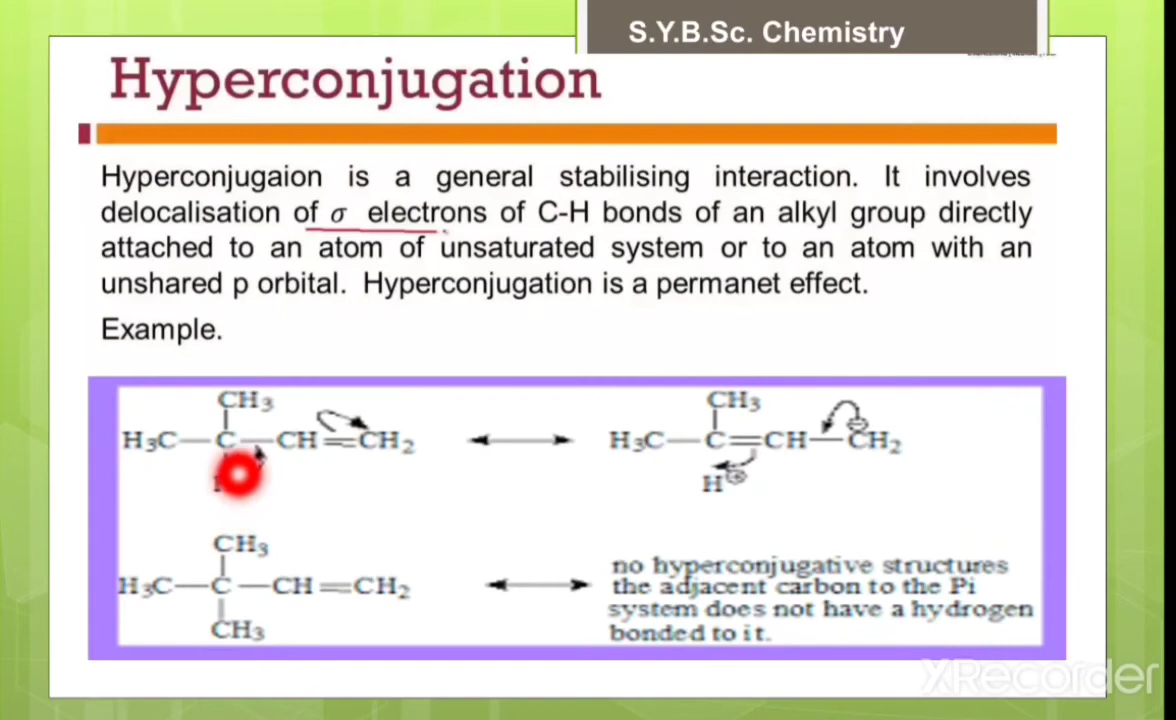 S.Y.B.Sc. Chemistry
Hyperconjugation
Hyperconjugaion is a general stabilising interaction. It involves
delocalisation of σ electrons of C-H bonds of an alkyl group directly
attached to an atom of unsaturated system or to an atom with an
unshared p orbital. Hyperconjugation is a permanet effect.
Example.
CH3 CH3
H3C—C—CH=CH2 H3C—C=CH—CH2
H⊕
CH3
H3C—C—CH=CH2
CH3
no hyperconjugative structures
the adjacent carbon to the Pi
system does not have a hydrogen
bonded to it.
XRecorder